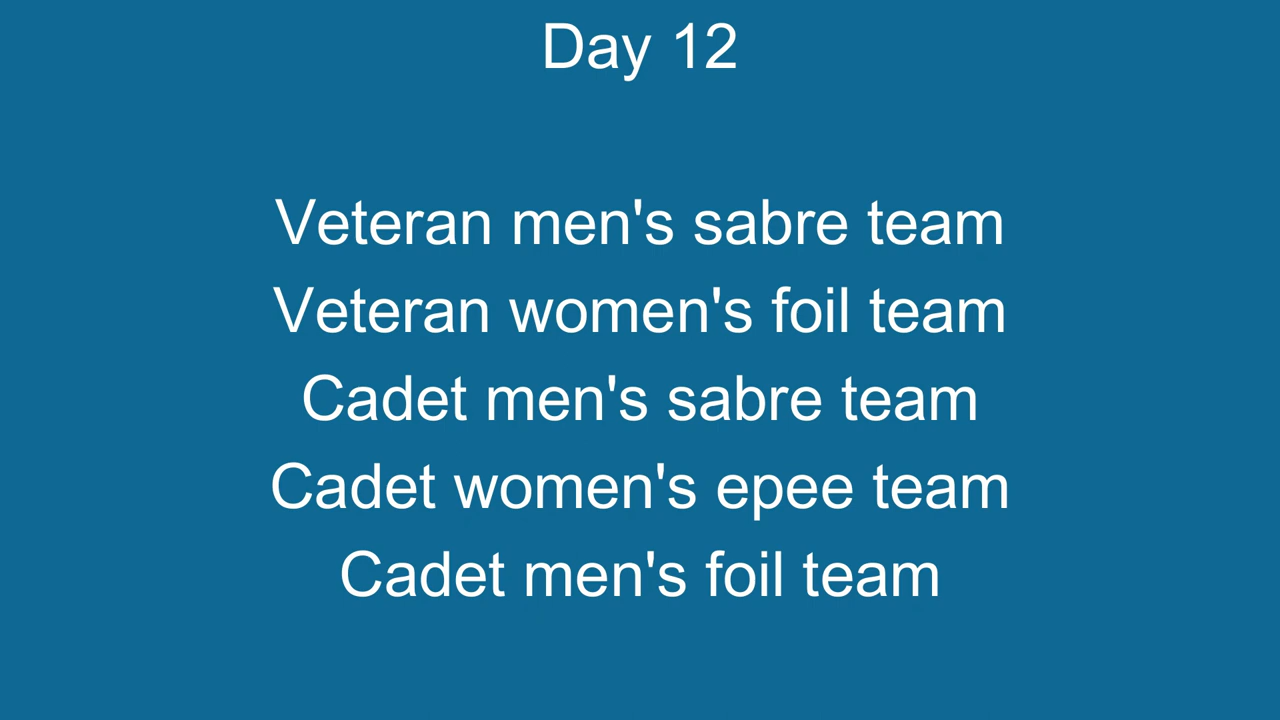 Day 12
Veteran men's sabre team
Veteran women's foil team
Cadet men's sabre team
Cadet women's epee team
Cadet men's foil team